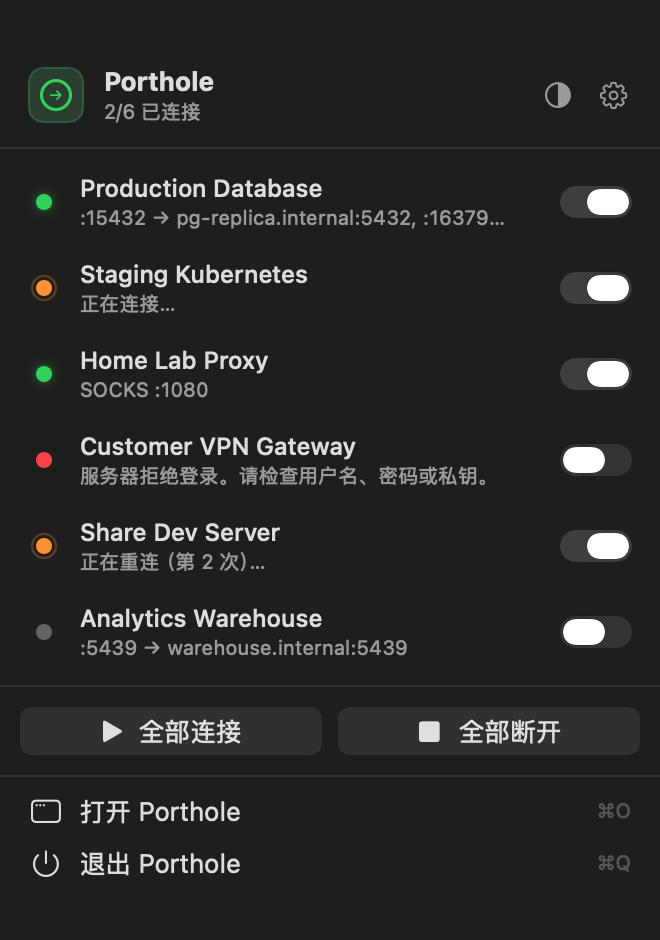 Porthole
2/6 已连接
Production Database
:15432 → pg-replica.internal:5432, :16379...
Staging Kubernetes
正在连接...
Home Lab Proxy
SOCKS :1080
Customer VPN Gateway
服务器拒绝登录。请检查用户名、密码或私钥。
Share Dev Server
正在重连（第 2 次）...
Analytics Warehouse
:5439 → warehouse.internal:5439
全部连接
全部断开
打开 Porthole ⌘O
退出 Porthole ⌘Q